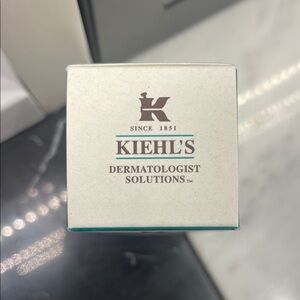 K
SINCE 1851
KIEHL'S
DERMATOLOGIST
SOLUTIONS™